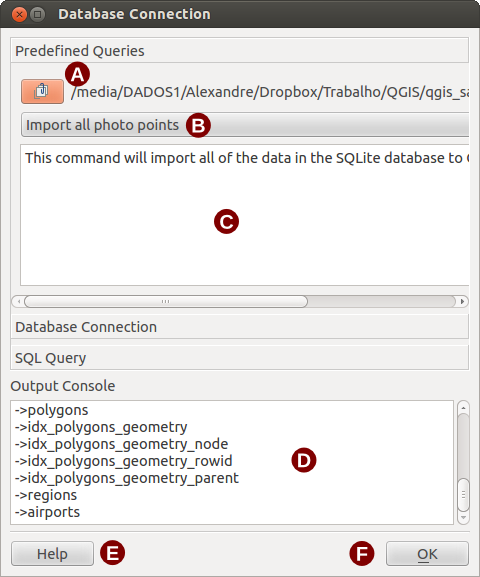 Database Connection
Predefined Queries
A
/media/DADOS1/Alexandre/Dropbox/Trabalho/QGIS/qgis_sa
Import all photo points B
This command will import all of the data in the SQLite database to
C
Database Connection
SQL Query
Output Console
->polygons
->idx_polygons_geometry
->idx_polygons_geometry_node
->idx_polygons_geometry_rowid
->idx_polygons_geometry_parent
->regions
->airports
D
Help E F OK